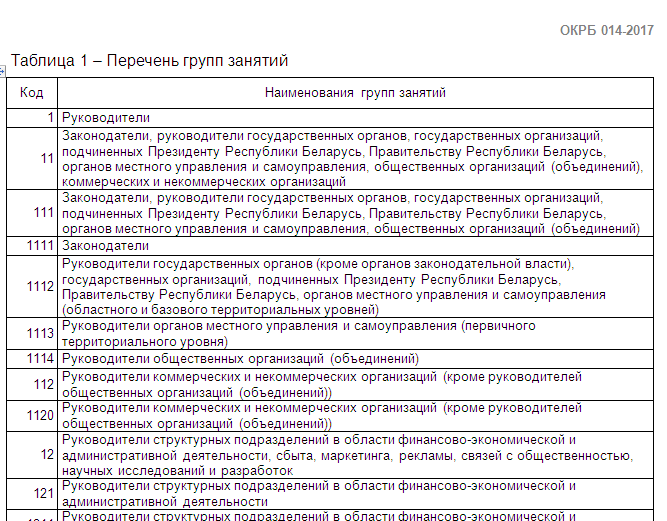 ОКРБ 014-2017
Таблица 1 – Перечень групп занятий
Код Наименования групп занятий
1 Руководители
11 Законодатели, руководители государственных органов, государственных организаций,
подчиненных Президенту Республики Беларусь, Правительству Республики Беларусь,
органов местного управления и самоуправления, общественных организаций (объединений),
коммерческих и некоммерческих организаций
111 Законодатели, руководители государственных органов, государственных организаций,
подчиненных Президенту Республики Беларусь, Правительству Республики Беларусь,
органов местного управления и самоуправления, общественных организаций (объединений)
1111 Законодатели
1112 Руководители государственных органов (кроме органов законодательной власти),
государственных организаций, подчиненных Президенту Республики Беларусь,
Правительству Республики Беларусь, органов местного управления и самоуправления
(областного и базового территориальных уровней)
1113 Руководители органов местного управления и самоуправления (первичного
территориального уровня)
1114 Руководители общественных организаций (объединений)
112 Руководители коммерческих и некоммерческих организаций (кроме руководителей
общественных организаций (объединений))
1120 Руководители коммерческих и некоммерческих организаций (кроме руководителей
общественных организаций (объединений))
12 Руководители структурных подразделений в области финансово-экономической и
административной деятельности, сбыта, маркетинга, рекламы, связей с общественностью,
научных исследований и разработок
121 Руководители структурных подразделений в области финансово-экономической и
административной деятельности
Руководители структурных подразделений в области финансово-экономической и